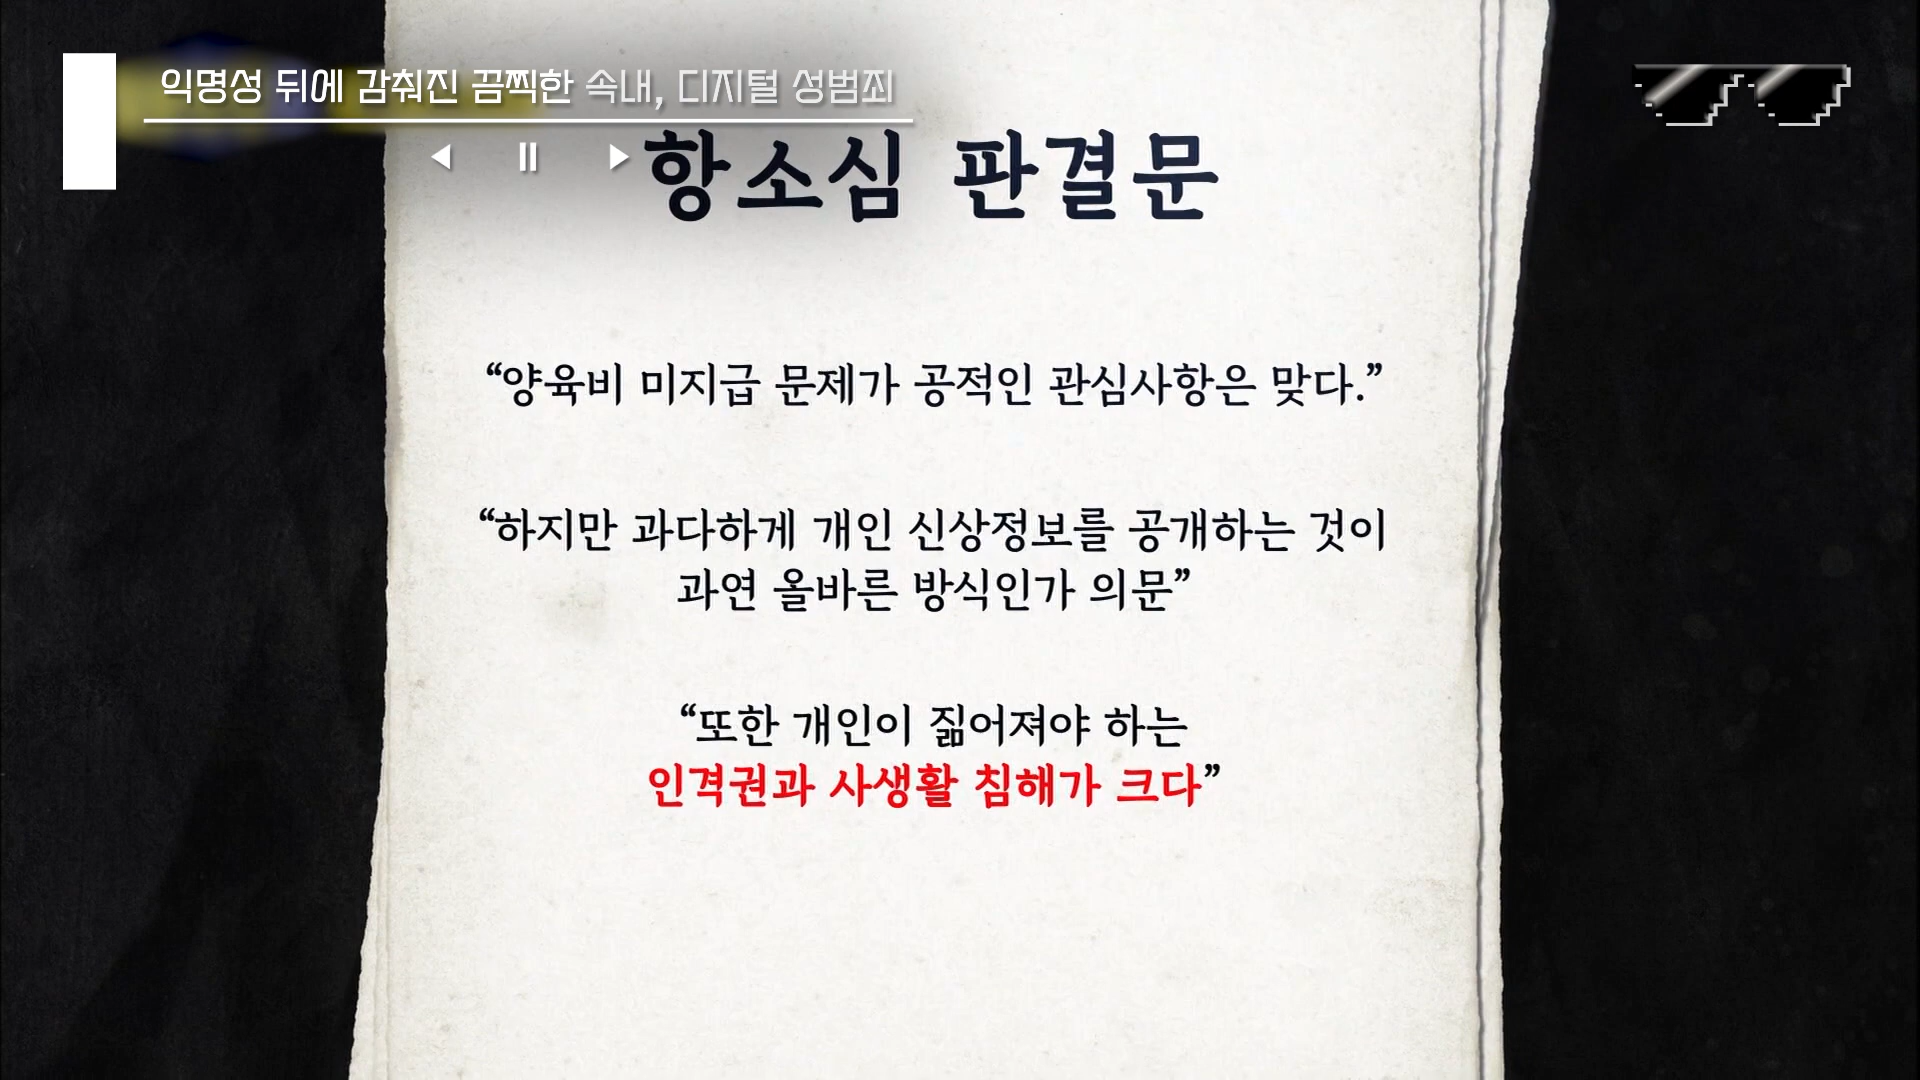 익명성 뒤에 감춰진 끔찍한 속내, 디지털 성범죄
항소심 판결문
“양육비 미지급 문제가 공적인 관심사항은 맞다.”
“하지만 과다하게 개인 신상정보를 공개하는 것이
과연 올바른 방식인가 의문”
“또한 개인이 짊어져야 하는
인격권과 사생활 침해가 크다”